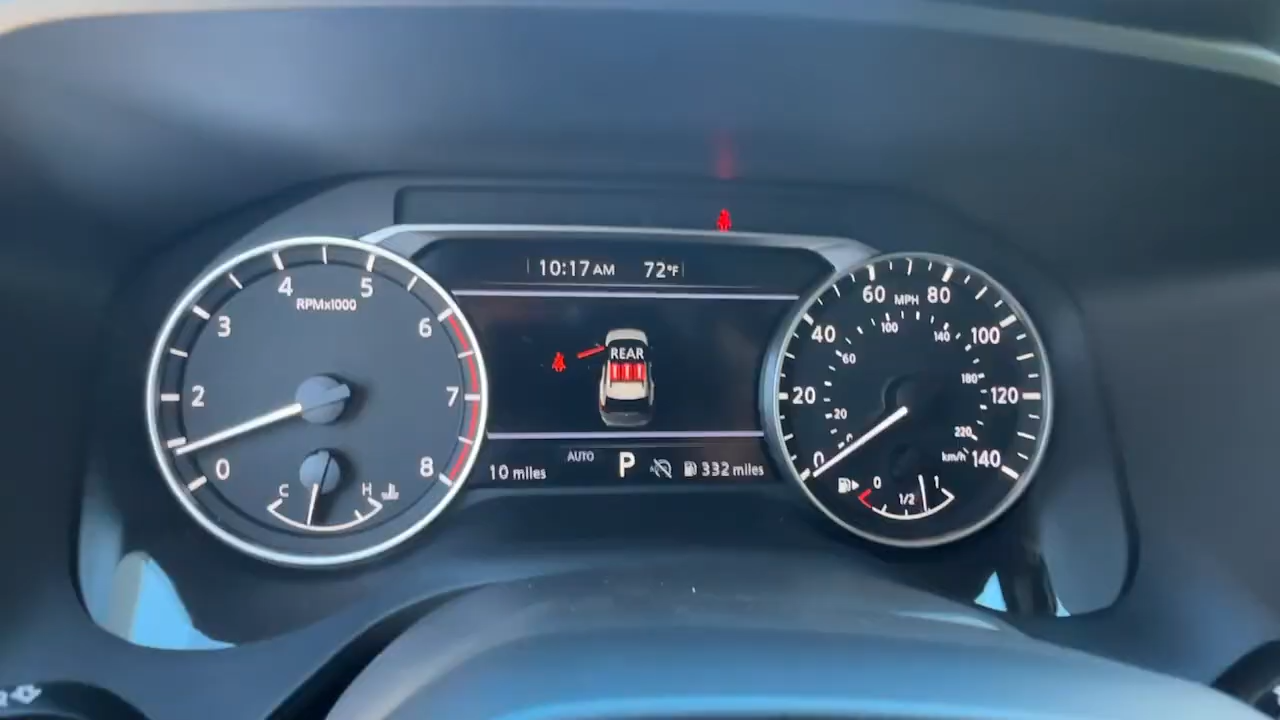 10:17 AM 72°F
4 5
RPMx1000
3 6
2 7
0 8
C H
REAR
AUTO
10 miles P 332 miles
60 MPH 80
40 100
20 120
0 140
100 140
60 180
20 220
0 km/h
0 1/2 1